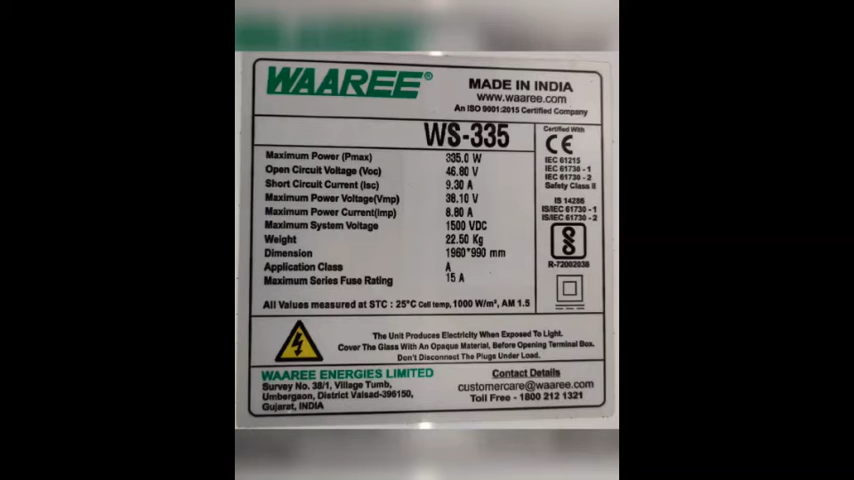 WAAREE®
MADE IN INDIA
www.waaree.com
An ISO 9001:2015 Certified Company
WS-335
Maximum Power (Pmax) 335.0 W
Open Circuit Voltage (Voc) 46.80 V
Short Circuit Current (Isc) 9.30 A
Maximum Power Voltage(Vmp) 38.10 V
Maximum Power Current(Imp) 8.80 A
Maximum System Voltage 1500 VDC
Weight 22.50 Kg
Dimension 1960*990 mm
Application Class A
Maximum Series Fuse Rating 15 A
Certified With
CE
IEC 61215
IEC 61730 - 1
IEC 61730 - 2
Safety Class II
IS 14286
IS/IEC 61730 - 1
IS/IEC 61730 - 2
R-72002038
All Values measured at STC : 25°C Cell temp, 1000 W/m², AM 1.5
The Unit Produces Electricity When Exposed To Light.
Cover The Glass With An Opaque Material, Before Opening Terminal Box.
Don't Disconnect The Plugs Under Load.
WAAREE ENERGIES LIMITED
Survey No. 38/1, Village Tumb,
Umbergaon, District Valsad-396150,
Gujarat, INDIA
Contact Details
customercare@waaree.com
Toll Free - 1800 212 1321